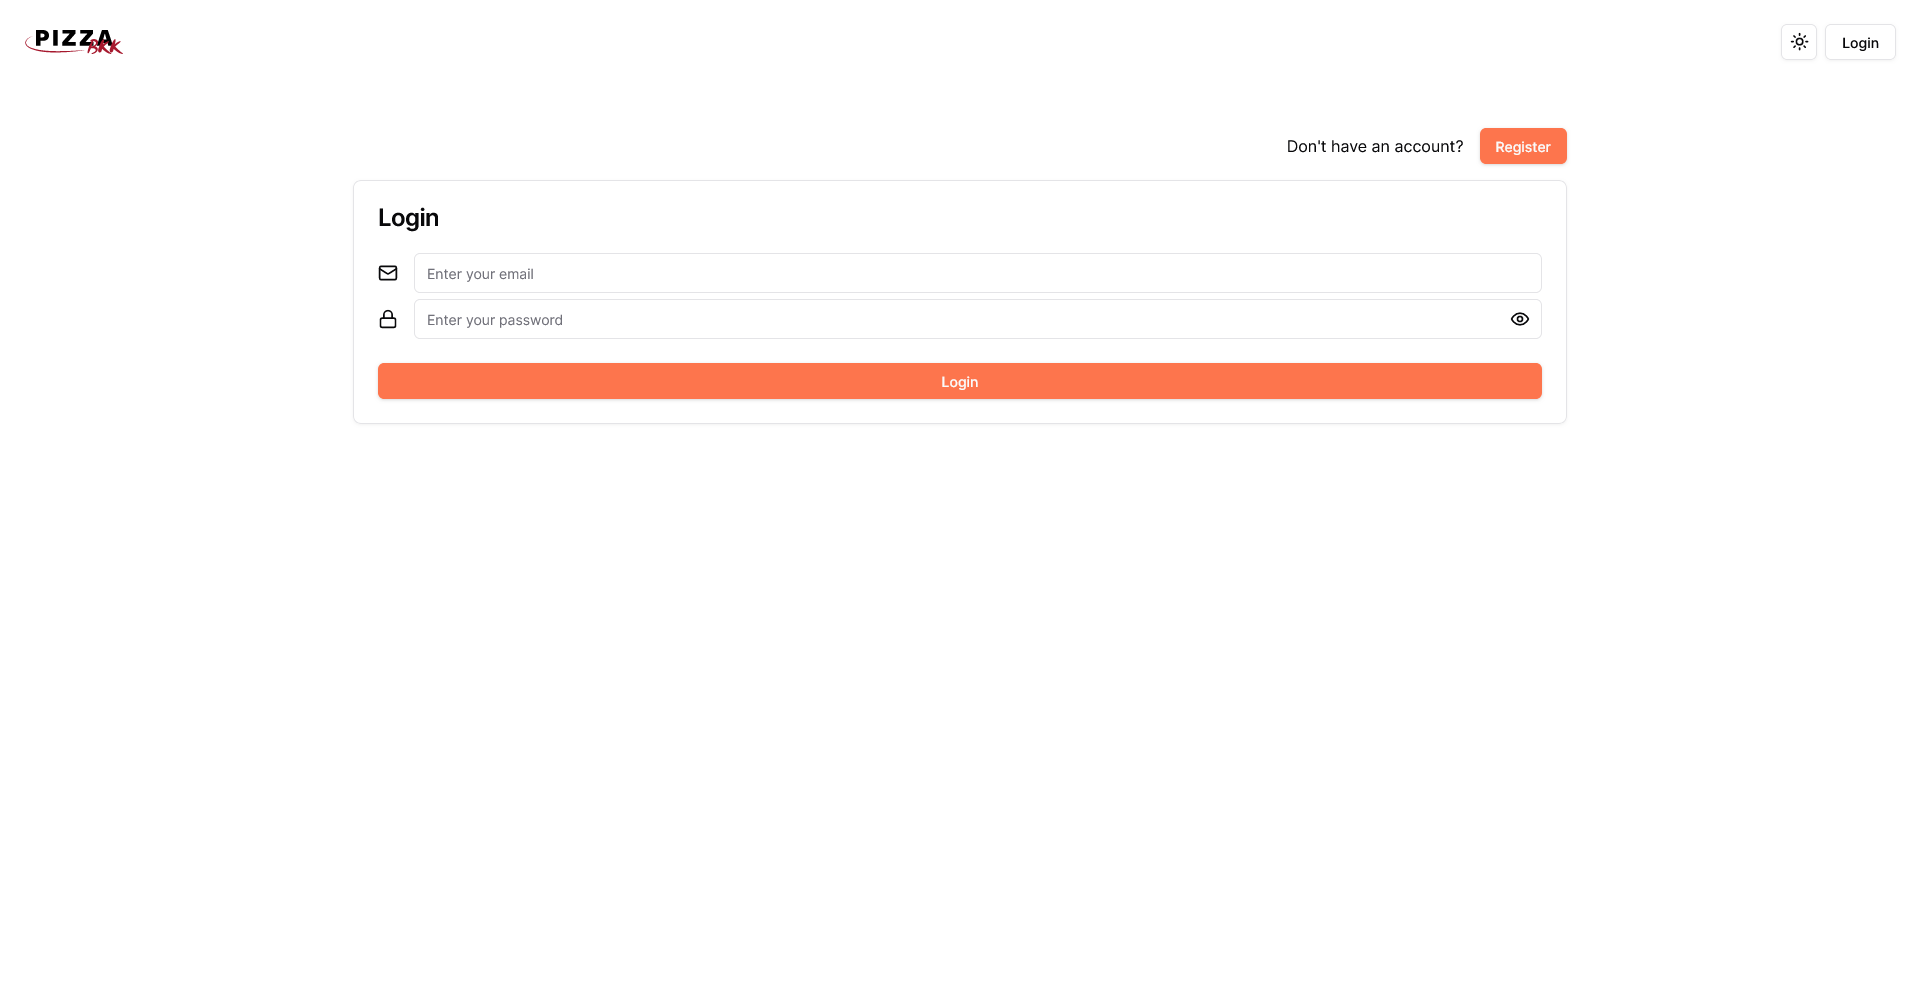 PIZZA
BKK
Login
Don't have an account?
Register
Login
Enter your email
Enter your password
Login